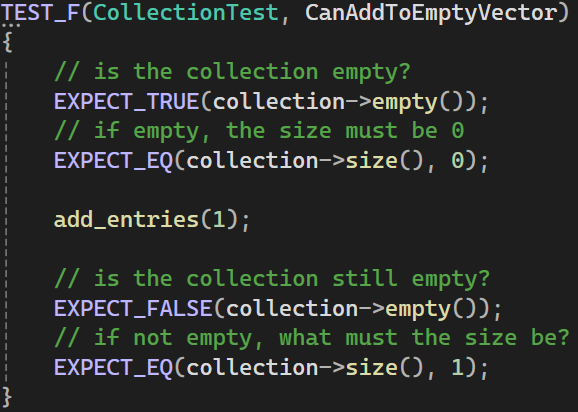 TEST_F(CollectionTest, CanAddToEmptyVector)
{
// is the collection empty?
EXPECT_TRUE(collection->empty());
// if empty, the size must be 0
EXPECT_EQ(collection->size(), 0);
add_entries(1);
// is the collection still empty?
EXPECT_FALSE(collection->empty());
// if not empty, what must the size be?
EXPECT_EQ(collection->size(), 1);
}